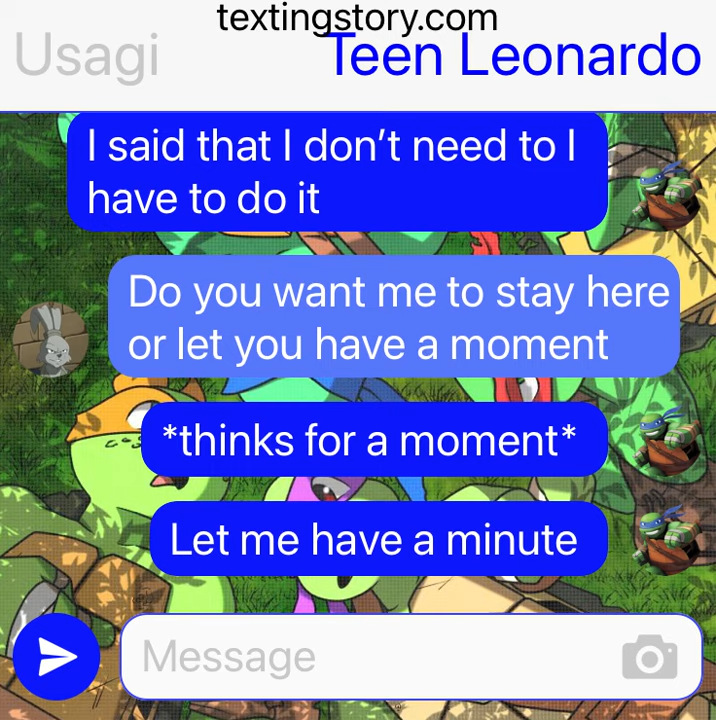 textingstory.com
Usagi
Teen Leonardo
I said that I don’t need to I
have to do it
Do you want me to stay here
or let you have a moment
*thinks for a moment*
Let me have a minute
Message